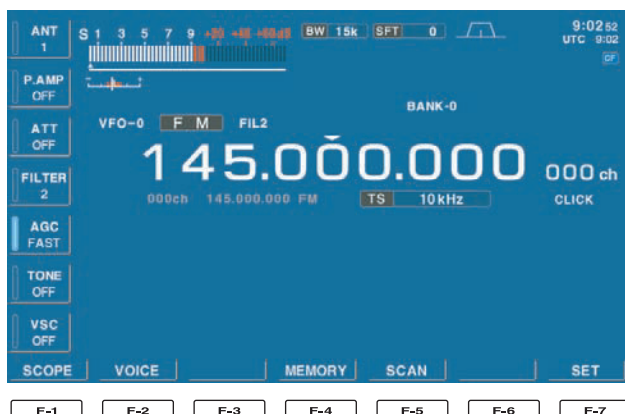 ANT
1
S 1 3 5 7 9 +20 +40 +60dB
BW 15k SFT 0
9:02 52
UTC 9:02
CF
P.AMP
OFF
BANK-0
VFO-0 F M FIL2
ATT
OFF
145.000.000 000 ch
FILTER
2
000ch 145.000.000 FM TS 10kHz CLICK
AGC
FAST
TONE
OFF
VSC
OFF
SCOPE VOICE MEMORY SCAN SET
F-1 F-2 F-3 F-4 F-5 F-6 F-7